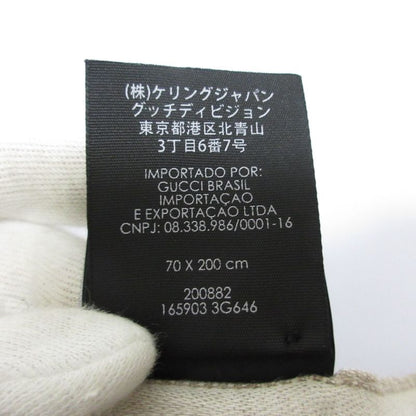 (株)ケリングジャパン
グッチディビジョン
東京都港区北青山
3丁目6番7号
IMPORTADO POR:
GUCCI BRASIL
IMPORTAÇAO
E EXPORTAÇAO LTDA
CNPJ: 08.338.986/0001-16
70 X 200 cm
200882
165903 3G646